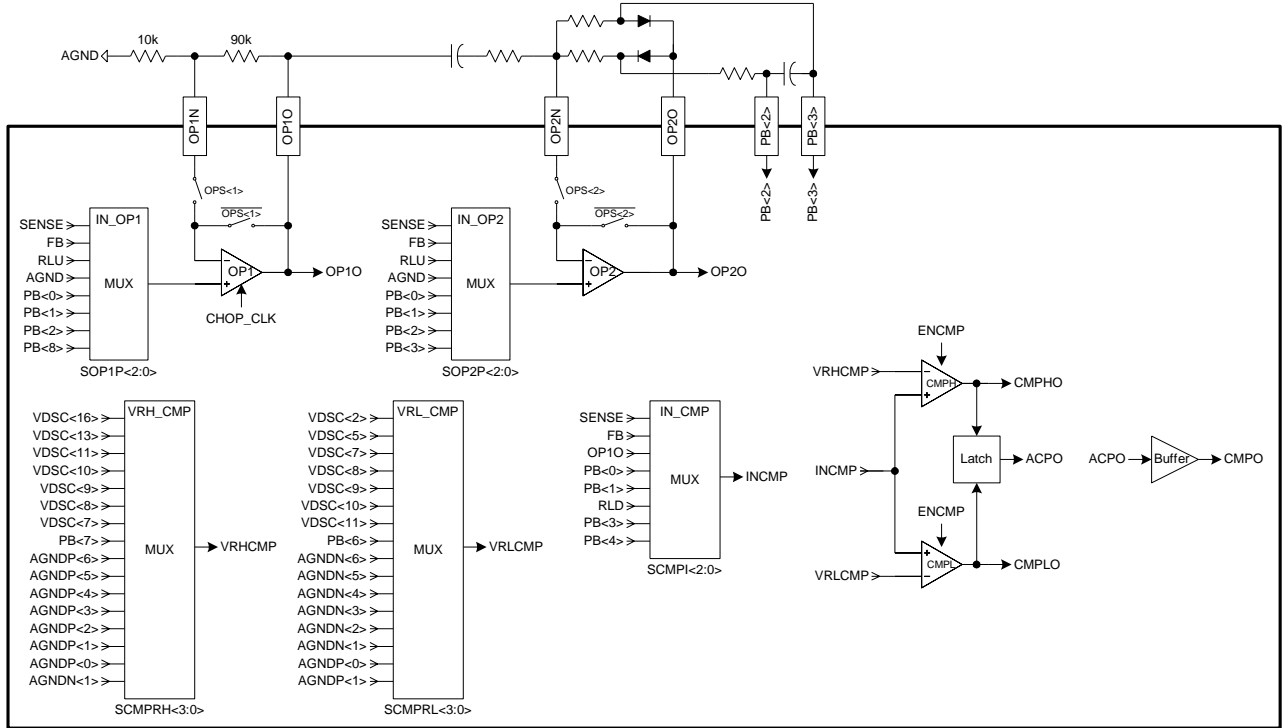 AGND
10k
90k
OP1N
OP1O
OP2N
OP2O
PB<2>
PB<3>
PB<2>
PB<3>
OPS<1>
OPS<1>
OPS<2>
OPS<2>
IN_OP1
SENSE
FB
RLU
AGND
PB<0>
PB<1>
PB<2>
PB<8>
MUX
SOP1P<2:0>
OP1
OP1O
CHOP_CLK
IN_OP2
SENSE
FB
RLU
AGND
PB<0>
PB<1>
PB<2>
PB<3>
MUX
SOP2P<2:0>
OP2
OP2O
VRH_CMP
VDSC<16>
VDSC<13>
VDSC<11>
VDSC<10>
VDSC<9>
VDSC<8>
VDSC<7>
PB<7>
AGNDP<6>
AGNDP<5>
AGNDP<4>
AGNDP<3>
AGNDP<2>
AGNDP<1>
AGNDP<0>
AGNDN<1>
MUX
VRHCMP
SCMPRH<3:0>
VRL_CMP
VDSC<2>
VDSC<5>
VDSC<7>
VDSC<8>
VDSC<9>
VDSC<10>
VDSC<11>
PB<6>
AGNDN<6>
AGNDN<5>
AGNDN<4>
AGNDN<3>
AGNDN<2>
AGNDN<1>
AGNDP<0>
AGNDP<1>
MUX
VRLCMP
SCMPRL<3:0>
IN_CMP
SENSE
FB
OP1O
PB<0>
PB<1>
RLD
PB<3>
PB<4>
MUX
INCMP
SCMPI<2:0>
ENCMP
VRHCMP
CMPH
CMPHO
INCMP
Latch
ACPO
ENCMP
VRLCMP
CMPL
CMPLO
ACPO
Buffer
CMPO